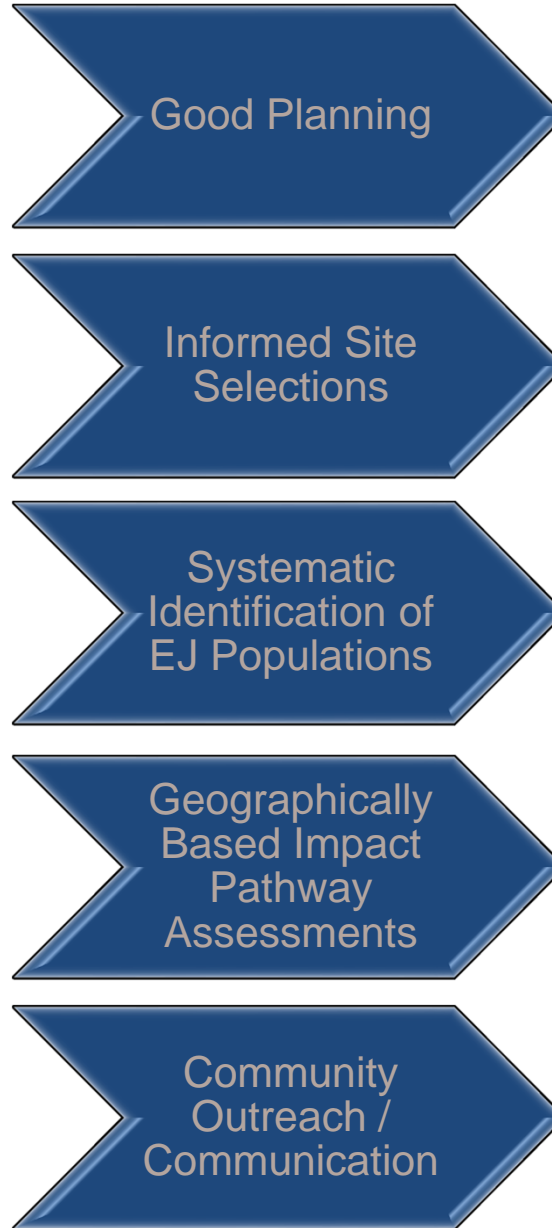 Good Planning
Informed Site
Selections
Systematic
Identification of
EJ Populations
Geographically
Based Impact
Pathway
Assessments
Community
Outreach /
Communication